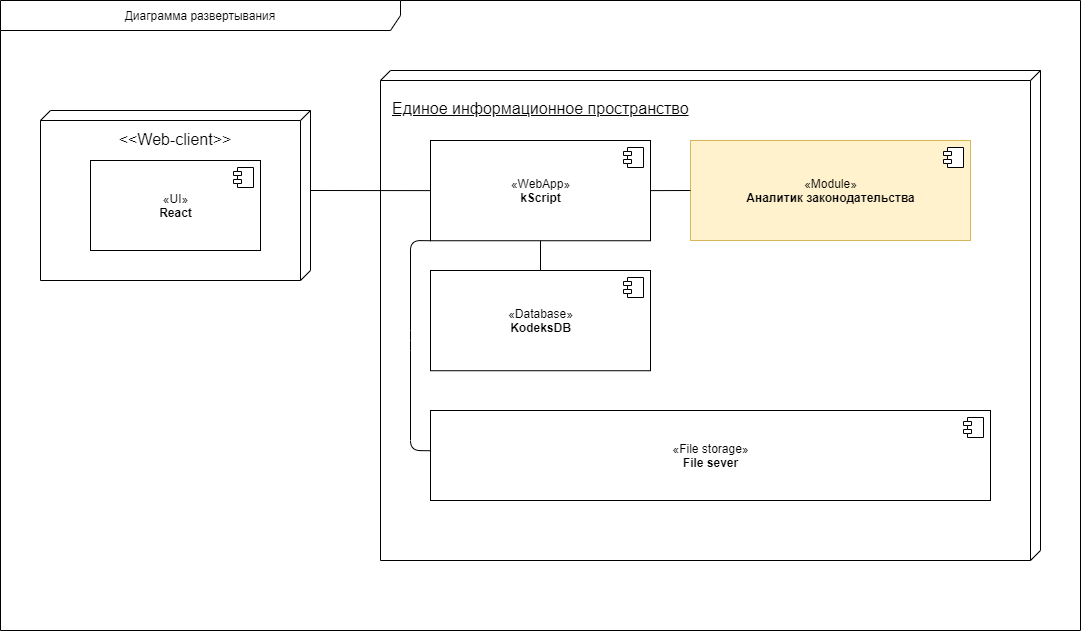 Диаграмма развертывания
Единое информационное пространство
<<Web-client>>
«UI»
React
«WebApp»
kScript
«Module»
Аналитик законодательства
«Database»
KodeksDB
«File storage»
File sever